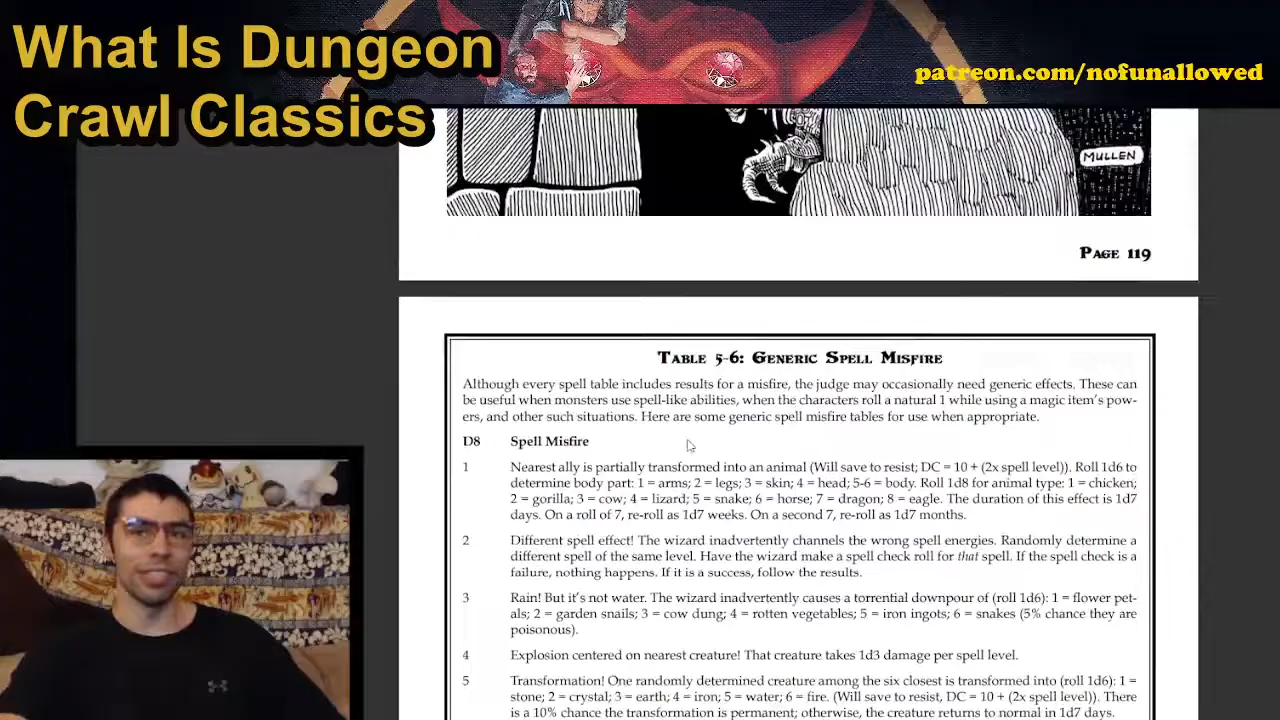 What Is Dungeon
Crawl Classics
patreon.com/nofunallowed
MULLEN
PAGE 119
TABLE 5-6: GENERIC SPELL MISFIRE
Although every spell table includes results for a misfire, the judge may occasionally need generic effects. These can
be useful when monsters use spell-like abilities, when the characters roll a natural 1 while using a magic item's pow-
ers, and other such situations. Here are some generic spell misfire tables for use when appropriate.
D8 Spell Misfire
1 Nearest ally is partially transformed into an animal (Will save to resist; DC = 10 + (2x spell level)). Roll 1d6 to
determine body part: 1 = arms; 2 = legs; 3 = skin; 4 = head; 5-6 = body. Roll 1d8 for animal type: 1 = chicken;
2 = gorilla; 3 = cow; 4 = lizard; 5 = snake; 6 = horse; 7 = dragon; 8 = eagle. The duration of this effect is 1d7
days. On a roll of 7, re-roll as 1d7 weeks. On a second 7, re-roll as 1d7 months.
2 Different spell effect! The wizard inadvertently channels the wrong spell energies. Randomly determine a
different spell of the same level. Have the wizard make a spell check roll for that spell. If the spell check is a
failure, nothing happens. If it is a success, follow the results.
3 Rain! But it's not water. The wizard inadvertently causes a torrential downpour of (roll 1d6): 1 = flower pet-
als; 2 = garden snails; 3 = cow dung; 4 = rotten vegetables; 5 = iron ingots; 6 = snakes (5% chance they are
poisonous).
4 Explosion centered on nearest creature! That creature takes 1d3 damage per spell level.
5 Transformation! One randomly determined creature among the six closest is transformed into (roll 1d6): 1 =
stone; 2 = crystal; 3 = earth; 4 = iron; 5 = water; 6 = fire. (Will save to resist, DC = 10 + (2x spell level)). There
is a 10% chance the transformation is permanent; otherwise, the creature returns to normal in 1d7 days.